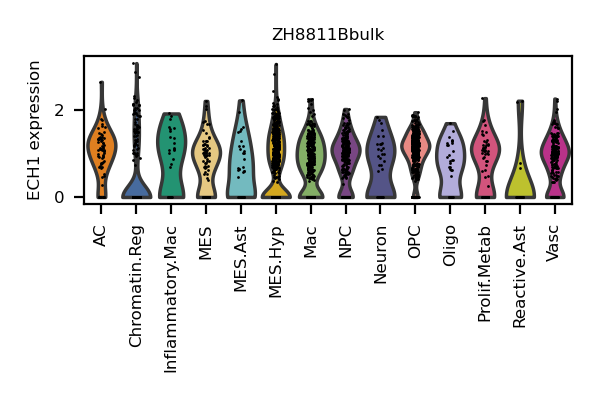 ZH8811Bbulk
ECH1 expression
2
0
AC
Chromatin.Reg
Inflammatory.Mac
MES
MES.Ast
MES.Hyp
Mac
NPC
Neuron
OPC
Oligo
Prolif.Metab
Reactive.Ast
Vasc